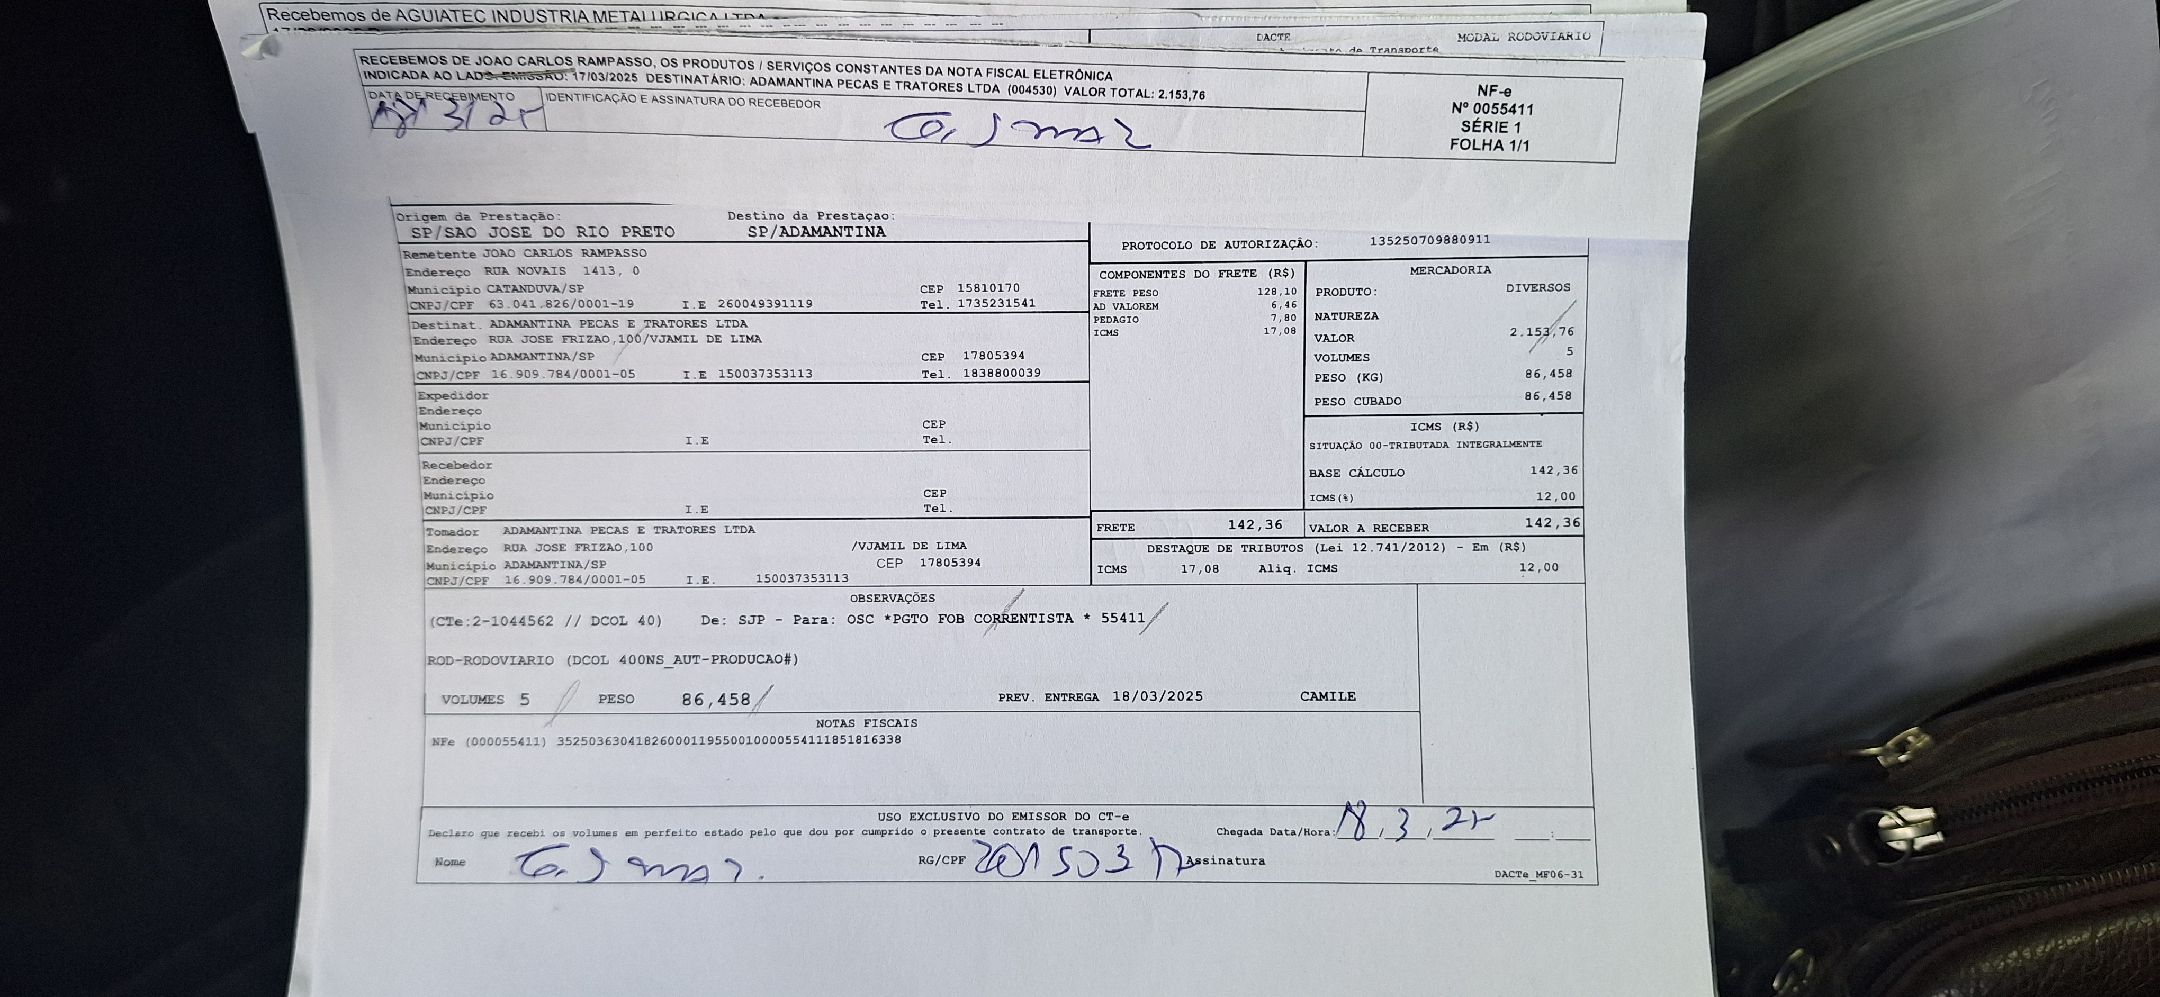 Recebemos de AGUIATEC INDUSTRIA METALURGICA LTDA
DACTE MODAL RODOVIARIO
de Transporte
RECEBEMOS DE JOAO CARLOS RAMPASSO, OS PRODUTOS / SERVIÇOS CONSTANTES DA NOTA FISCAL ELETRÔNICA
INDICADA AO LADO EMISSÃO: 17/03/2025 DESTINATÁRIO: ADAMANTINA PECAS E TRATORES LTDA (004530) VALOR TOTAL: 2.153,76
DATA DE RECEBIMENTO IDENTIFICAÇÃO E ASSINATURA DO RECEBEDOR
NF-e
Nº 0055411
SÉRIE 1
FOLHA 1/1
Origem da Prestação: Destino da Prestaçao:
SP/SAO JOSE DO RIO PRETO SP/ADAMANTINA
PROTOCOLO DE AUTORIZAÇÃO: 135250709880911
Remetente JOAO CARLOS RAMPASSO
Endereço RUA NOVAIS 1413, 0
Município CATANDUVA/SP CEP 15810170
CNPJ/CPF 63.041.826/0001-19 I.E 260049391119 Tel. 1735231541
Destinat. ADAMANTINA PECAS E TRATORES LTDA
Endereço RUA JOSE FRIZAO,100/VJAMIL DE LIMA
Município ADAMANTINA/SP CEP 17805394
CNPJ/CPF 16.909.784/0001-05 I.E 150037353113 Tel. 1838800039
Expedidor
Endereço
Município CEP
CNPJ/CPF I.E Tel.
Recebedor
Endereço
Município CEP
CNPJ/CPF I.E Tel.
Tomador ADAMANTINA PECAS E TRATORES LTDA
Endereço RUA JOSE FRIZAO,100 /VJAMIL DE LIMA
Município ADAMANTINA/SP CEP 17805394
CNPJ/CPF 16.909.784/0001-05 I.E. 150037353113
COMPONENTES DO FRETE (R$)
FRETE PESO 128,10
AD VALOREM 6,46
PEDAGIO 7,80
ICMS 17,08
MERCADORIA
PRODUTO: DIVERSOS
NATUREZA
VALOR 2.153,76
VOLUMES 5
PESO (KG) 86,458
PESO CUBADO 86,458
ICMS (R$)
SITUAÇÃO 00-TRIBUTADA INTEGRALMENTE
BASE CÁLCULO 142,36
ICMS(%) 12,00
FRETE 142,36 VALOR A RECEBER 142,36
DESTAQUE DE TRIBUTOS (Lei 12.741/2012) - Em (R$)
ICMS 17,08 Aliq. ICMS 12,00
OBSERVAÇÕES
(CTe:2-1044562 // DCOL 40) De: SJP - Para: OSC *PGTO FOB CORRENTISTA * 55411
ROD-RODOVIARIO (DCOL 400NS_AUT-PRODUCAO#)
VOLUMES 5 PESO 86,458 PREV. ENTREGA 18/03/2025 CAMILE
NOTAS FISCAIS
NFe (000055411) 35250363041826000119550010000554111851816338
USO EXCLUSIVO DO EMISSOR DO CT-e
Declaro que recebi os volumes em perfeito estado pelo que dou por cumprido o presente contrato de transporte. Chegada Data/Hora: 18, 3, 25 :
Nome RG/CPF Assinatura
DACTe_MF06-31